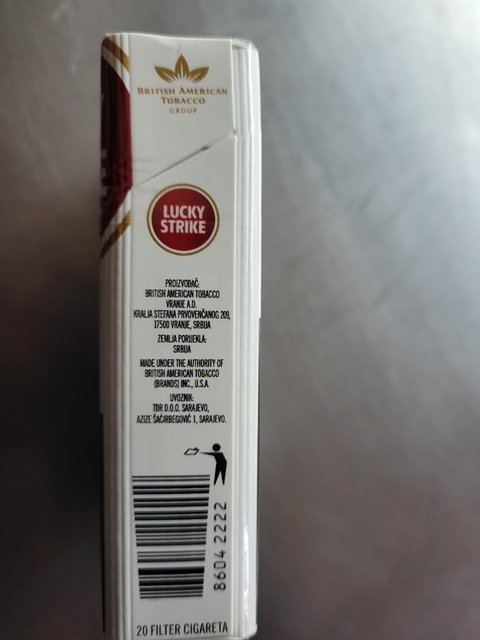 BRITISH AMERICAN
TOBACCO
GROUP
LUCKY
STRIKE
PROIZVOĐAČ:
BRITISH AMERICAN TOBACCO
VRANJE A.D.
KRALJA STEFANA PRVOVENČANOG 209,
17500 VRANJE, SRBIJA
ZEMLJA PORIJEKLA:
SRBIJA
MADE UNDER THE AUTHORITY OF
BRITISH AMERICAN TOBACCO
(BRANDS) INC., U.S.A.
UVOZNIK:
TDR D.O.O. SARAJEVO,
AZIZE ŠAĆIRBEGOVIĆ 1, SARAJEVO.
8604 2222
20 FILTER CIGARETA